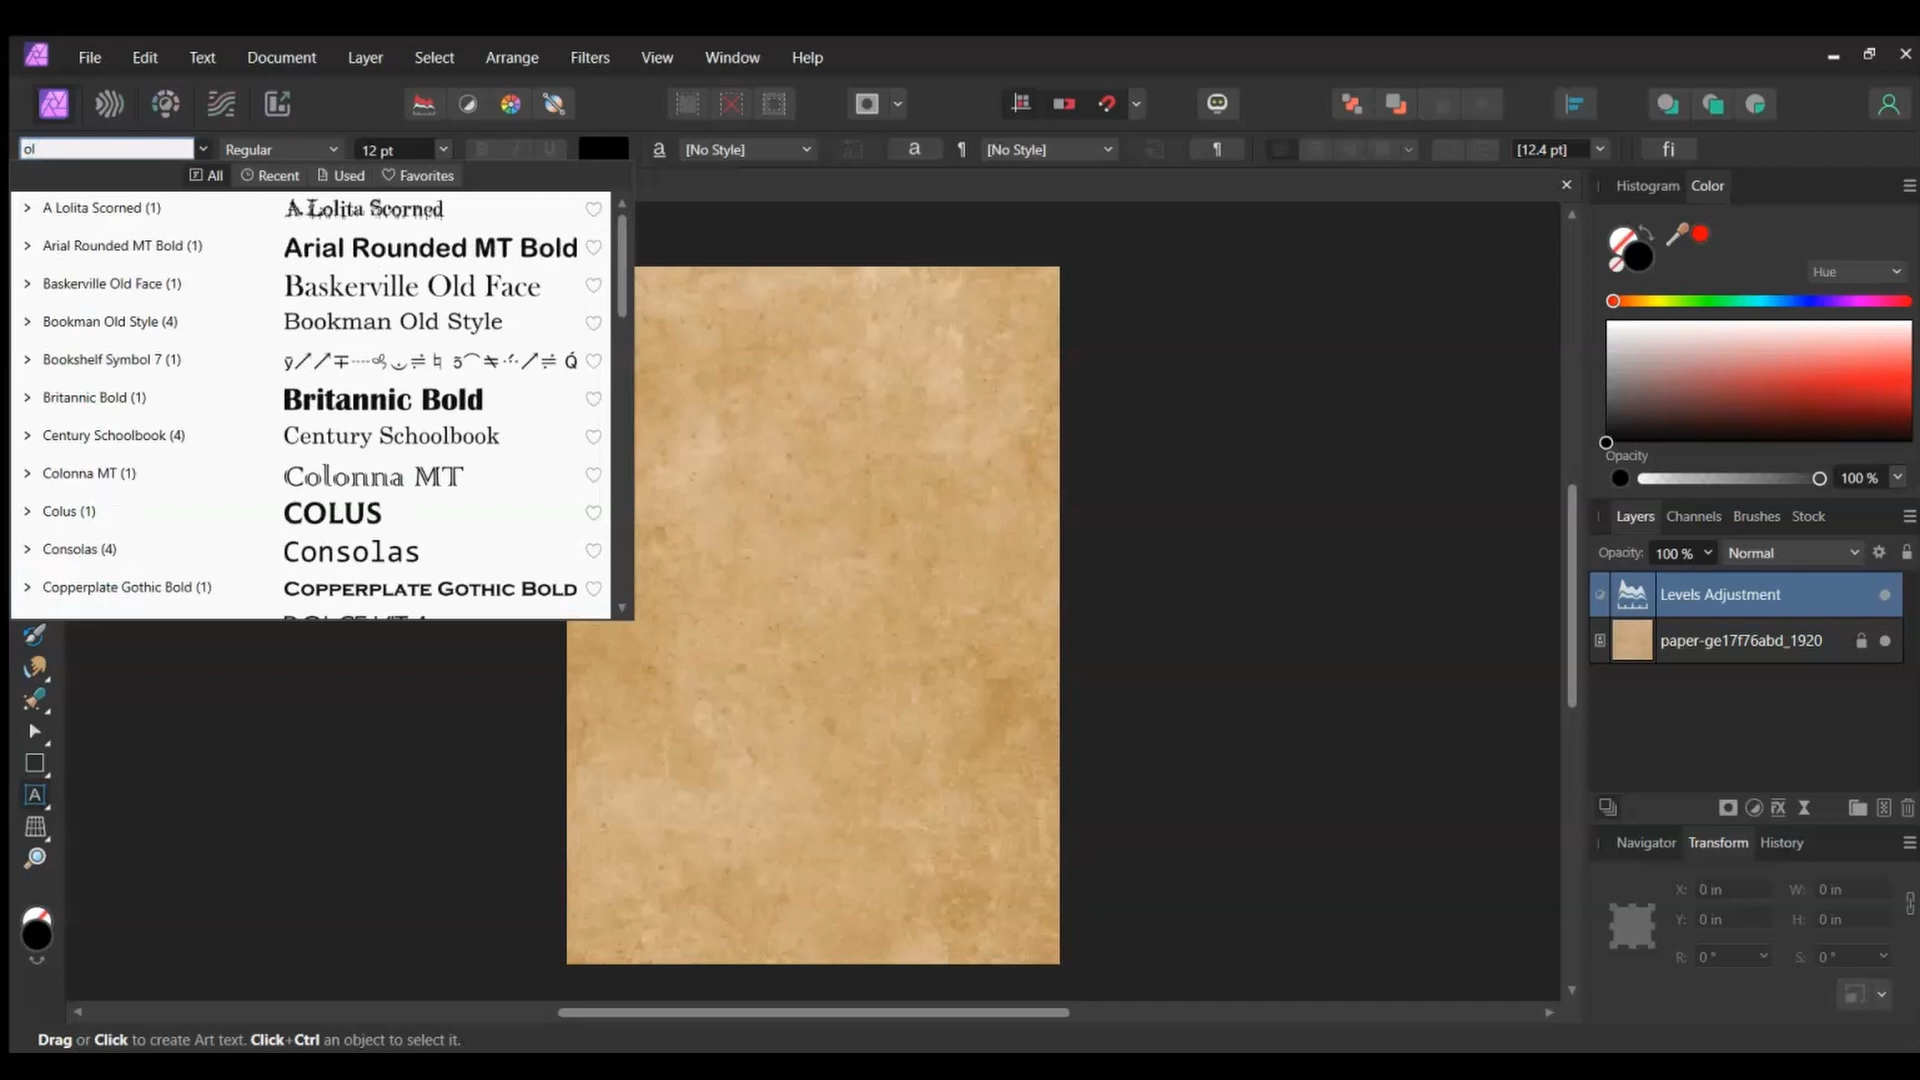 File Edit Text Document Layer Select Arrange Filters View Window Help
ol Regular 12 pt B I U a [No Style] a ¶ [No Style] ¶ [12.4 pt] fi
All Recent Used Favorites
Histogram Color
A Lolita Scorned (1) A Lolita Scorned
Arial Rounded MT Bold (1) Arial Rounded MT Bold
Baskerville Old Face (1) Baskerville Old Face
Hue
Bookman Old Style (4) Bookman Old Style
Bookshelf Symbol 7 (1)
Britannic Bold (1) Britannic Bold
Century Schoolbook (4) Century Schoolbook
Opacity
Colonna MT (1) Colonna MT
100 %
Colus (1) COLUS
Layers Channels Brushes Stock
Consolas (4) Consolas
Opacity: 100 % Normal
Copperplate Gothic Bold (1) Copperplate Gothic Bold
Levels Adjustment
paper-ge17f76abd_1920
A
Navigator Transform History
X: 0 in W: 0 in
Y: 0 in H: 0 in
R: 0 ° S: 0 °
Drag or Click to create Art text. Click+Ctrl an object to select it.